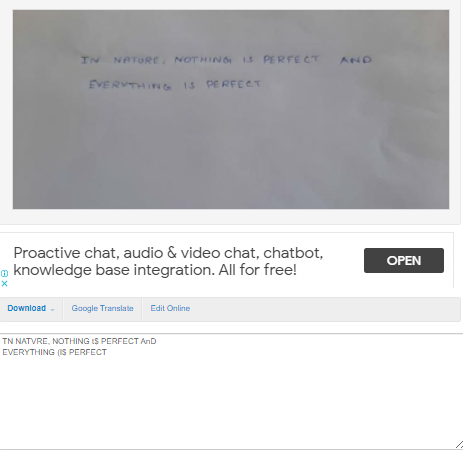 IN NATURE, NOTHING IS PERFECT AND
EVERYTHING IS PERFECT
Proactive chat, audio & video chat, chatbot,
knowledge base integration. All for free!
OPEN
Download
Google Translate
Edit Online
TN NATVRE, NOTHING t$ PERFECT AnD
EVERYTHING (I$ PERFECT